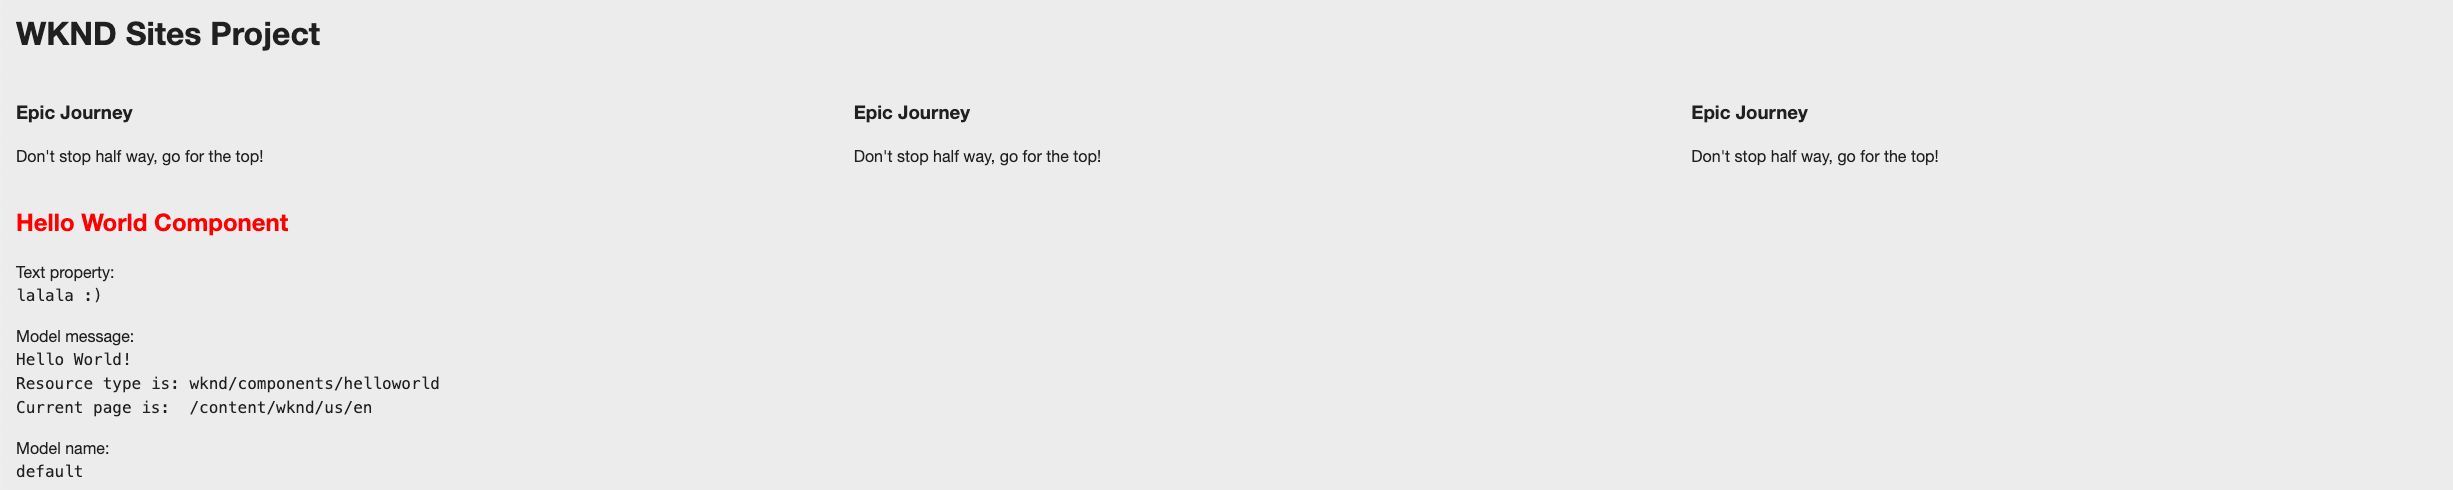 WKND Sites Project
Epic Journey
Don't stop half way, go for the top!
Epic Journey
Don't stop half way, go for the top!
Epic Journey
Don't stop half way, go for the top!
Hello World Component
Text property:
lalala :)
Model message:
Hello World!
Resource type is: wknd/components/helloworld
Current page is:  /content/wknd/us/en
Model name:
default